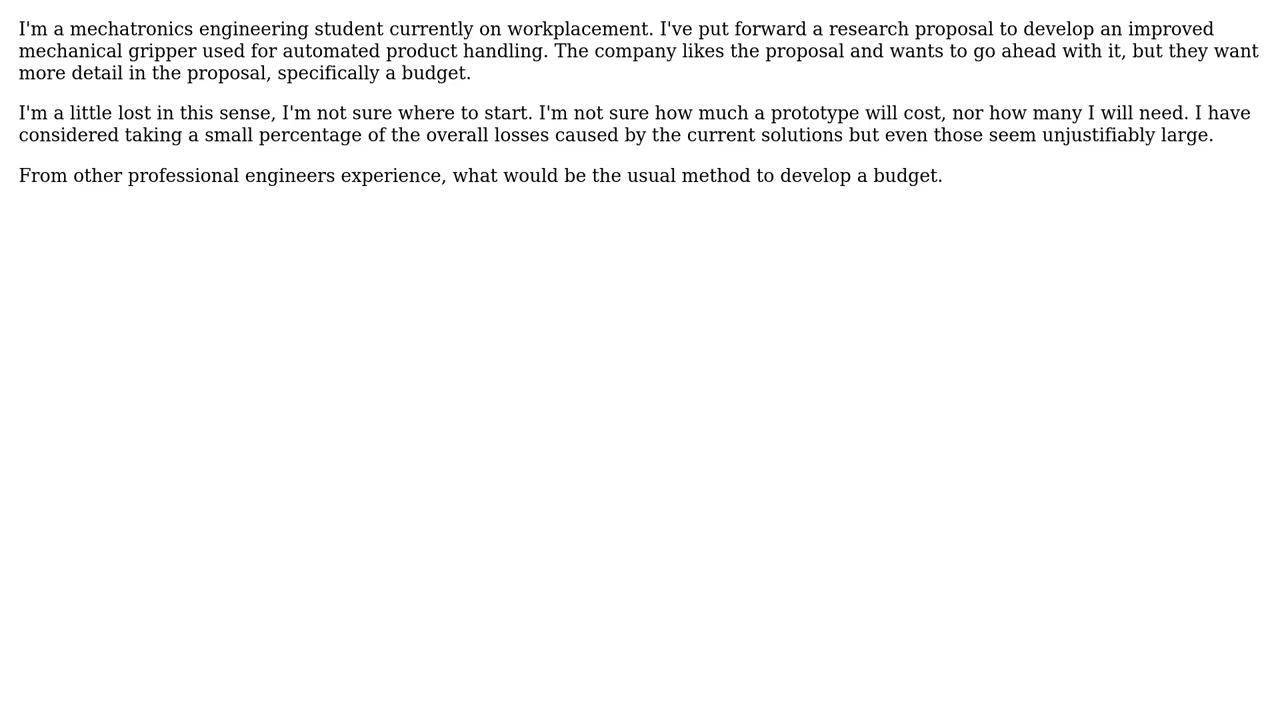 I'm a mechatronics engineering student currently on workplacement. I've put forward a research proposal to develop an improved
mechanical gripper used for automated product handling. The company likes the proposal and wants to go ahead with it, but they want
more detail in the proposal, specifically a budget.
I'm a little lost in this sense, I'm not sure where to start. I'm not sure how much a prototype will cost, nor how many I will need. I have
considered taking a small percentage of the overall losses caused by the current solutions but even those seem unjustifiably large.
From other professional engineers experience, what would be the usual method to develop a budget.